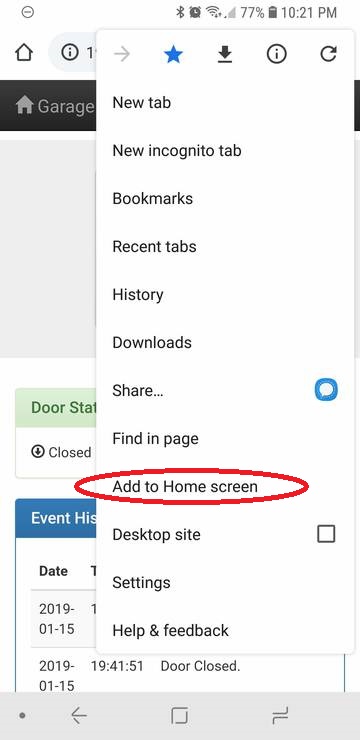 77% 10:21 PM
1
Garage
New tab
New incognito tab
Bookmarks
Recent tabs
History
Downloads
Share...
Find in page
Add to Home screen
Desktop site
Settings
Help & feedback
Door Stat
Closed
Event His
Date T
2019-01-15 1
2019-01-15 19:41:51 Door Closed.